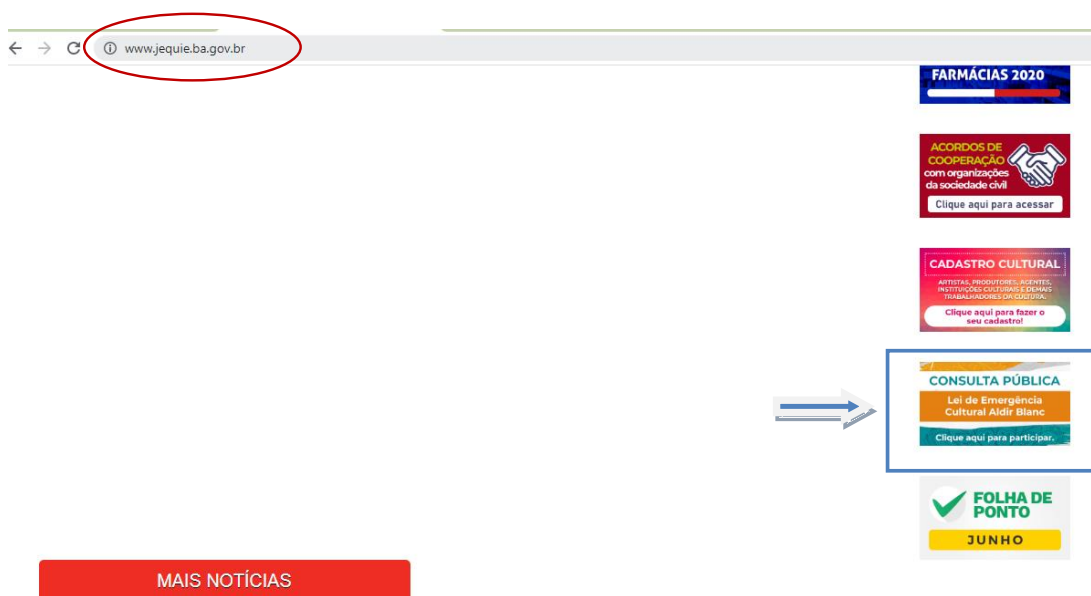 www.jequie.ba.gov.br
FARMÁCIAS 2020
ACORDOS DE
COOPERAÇÃO
com organizações
da sociedade civil
Clique aqui para acessar
CADASTRO CULTURAL
ARTISTAS, PRODUTORES, AGENTES,
INSTITUIÇÕES CULTURAIS E DEMAIS
TRABALHADORES DA CULTURA.
Clique aqui para fazer o
seu cadastro!
CONSULTA PÚBLICA
Lei de Emergência
Cultural Aldir Blanc
Clique aqui para participar.
FOLHA DE
PONTO
JUNHO
MAIS NOTÍCIAS